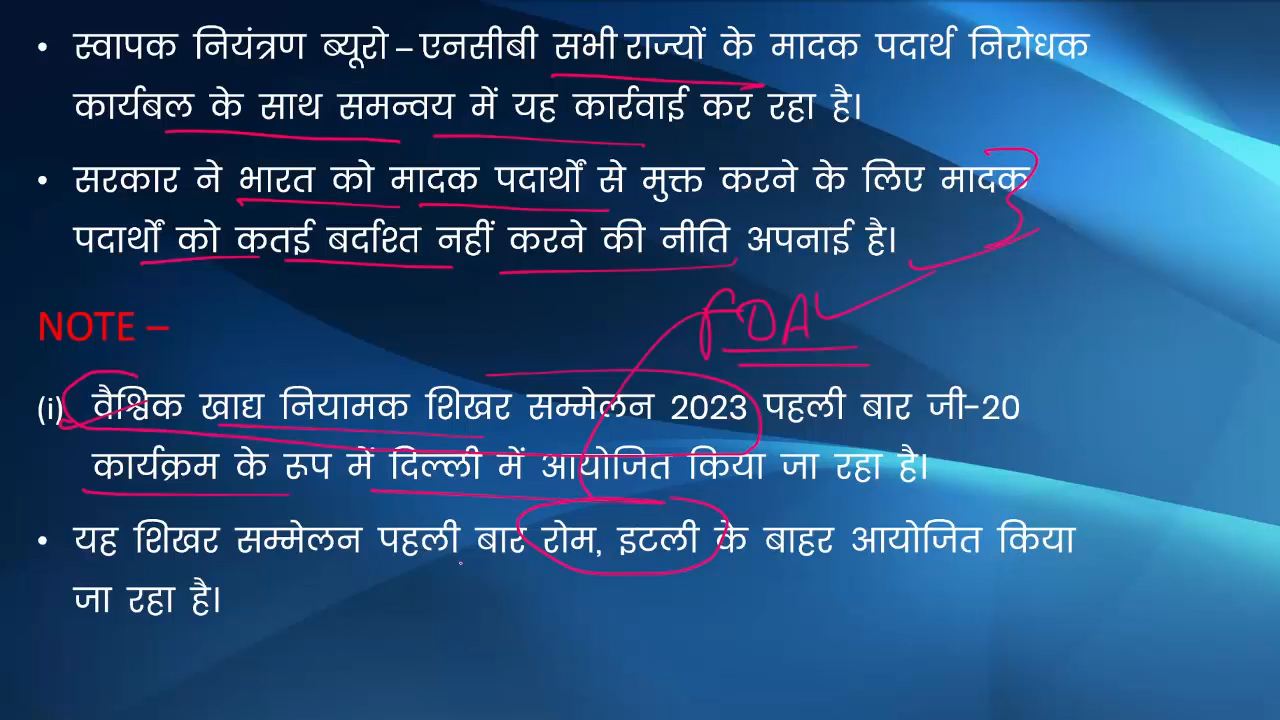 • स्वापक नियंत्रण ब्यूरो – एनसीबी सभी राज्यों के मादक पदार्थ निरोधक
कार्यबल के साथ समन्वय में यह कार्रवाई कर रहा है।
• सरकार ने भारत को मादक पदार्थों से मुक्त करने के लिए मादक
पदार्थों को कतई बर्दाश्त नहीं करने की नीति अपनाई है।
NOTE –
(i) वैश्विक खाद्य नियामक शिखर सम्मेलन 2023 पहली बार जी-20
कार्यक्रम के रूप में दिल्ली में आयोजित किया जा रहा है।
• यह शिखर सम्मेलन पहली बार रोम, इटली के बाहर आयोजित किया
जा रहा है।